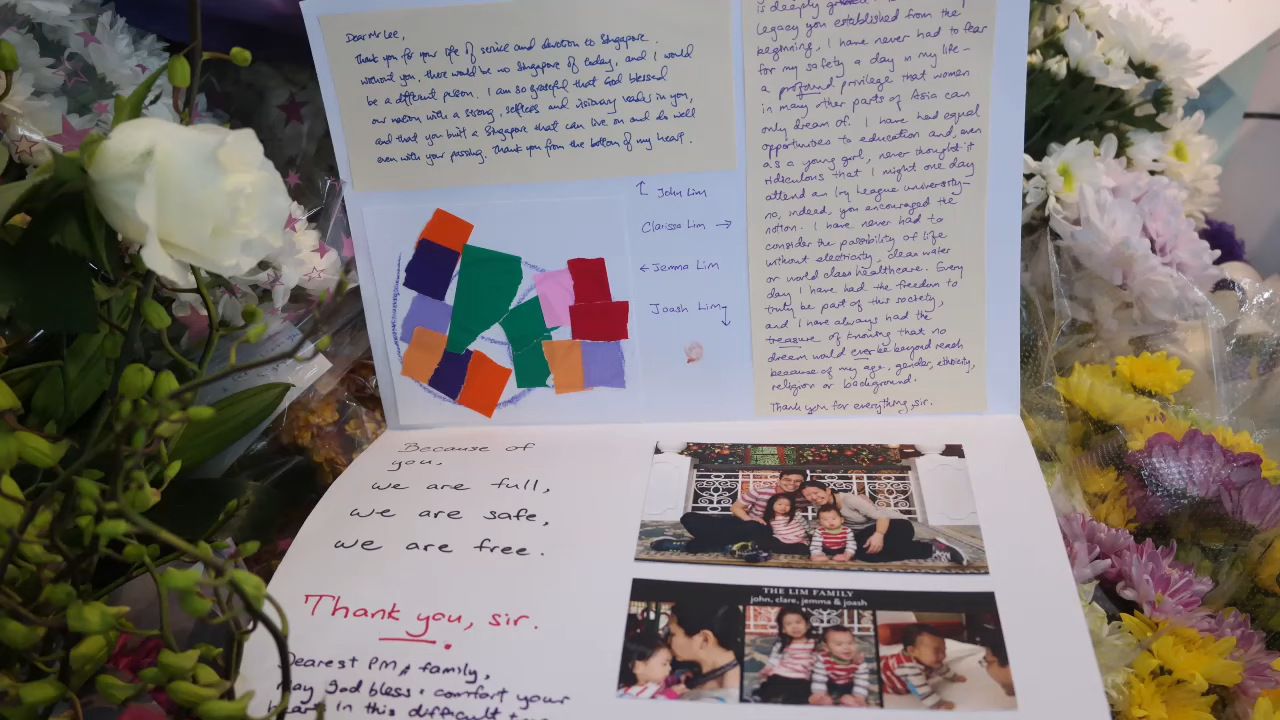 Dear Mr Lee,
Thank you for your life of service and devotion to Singapore.
Without you, there would be no Singapore of today, and I would
be a different person. I am so grateful that God blessed
our nation with a strong, selfless and visionary leader in you,
and that you built a Singapore that can live on and do well
even with your passing. Thank you from the bottom of my heart.
↑ John Lim
Clarissa Lim →
← Jemma Lim
Joash Lim ↓
is deeply
legacy you established from the
beginning, I have never had to fear
for my safety a day in my life –
a profound privilege that women
in many other parts of Asia can
only dream of. I have had equal
opportunities to education and, even
as a young girl, never thought it
ridiculous that I might one day
attend an Ivy League university –
no, indeed, you encouraged the
notion. I have never had to
consider the possibility of life
without electricity, clean water
or world class healthcare. Every
day I have had the freedom to
truly be part of this society,
and I have always had the
treasure of knowing that no
dream would ever be beyond reach
because of my age, gender, ethnicity,
religion or background.
Thank you for everything, sir.
Because of
you,
we are full,
we are safe,
we are free.
Thank you, sir.
Dearest PM & family,
may God bless & comfort your
hearts in this difficult
THE LIM FAMILY
john, clare, jemma & joash